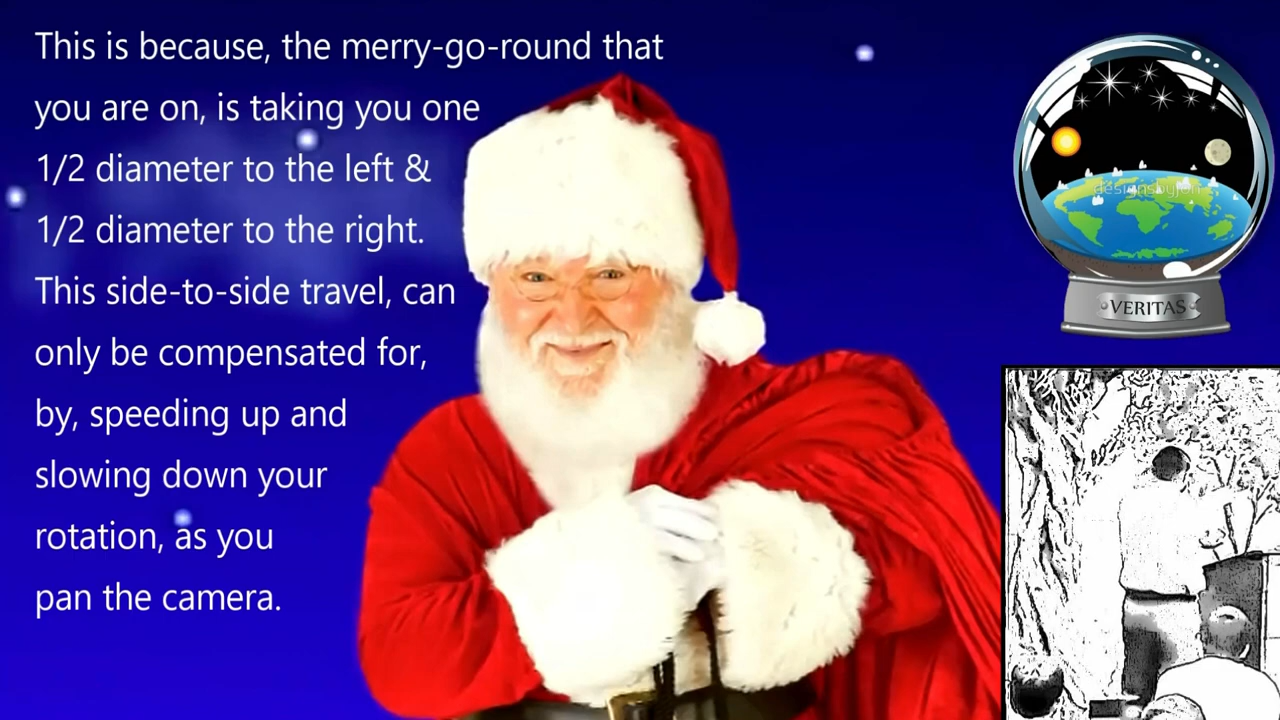 This is because, the merry-go-round that
you are on, is taking you one
1/2 diameter to the left &
1/2 diameter to the right.
This side-to-side travel, can
only be compensated for,
by, speeding up and
slowing down your
rotation, as you
pan the camera.
designsbyjen
VERITAS